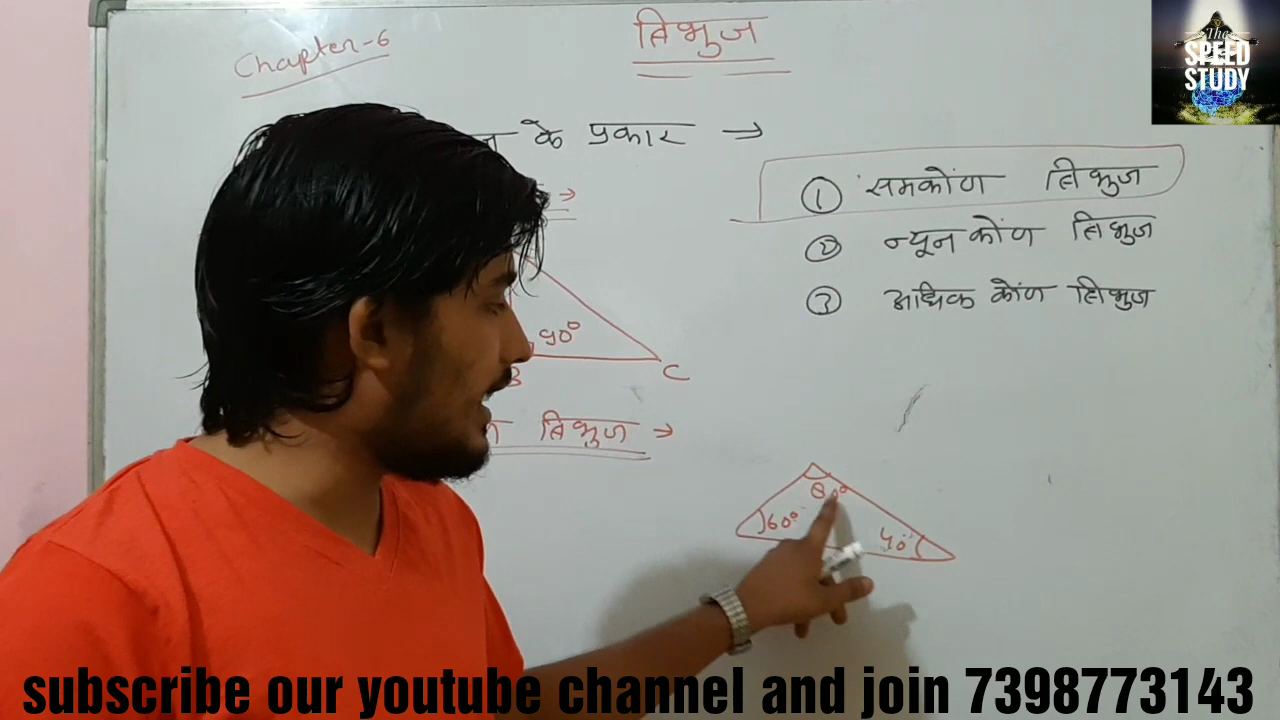 Chapter-6
त्रिभुज
के प्रकार →
① समकोंण त्रिभुज
② न्यून कोंण त्रिभुज
③ अधिक कोंण त्रिभुज
90°
B
C
त्रिभुज →
80°
60°
40°
The
SPEED
STUDY
subscribe our youtube channel and join 7398773143